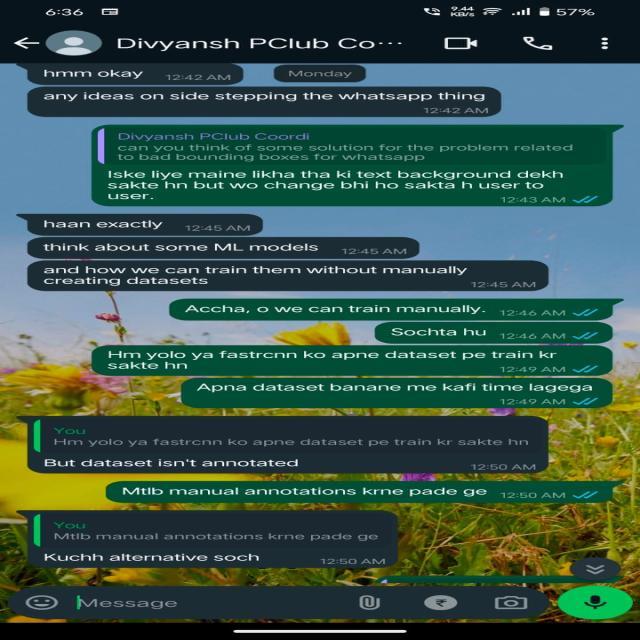 6:36
9.44
KB/s
57%
Divyansh PClub Co···
hmm okay 12:42 AM
Monday
any ideas on side stepping the whatsapp thing
12:42 AM
Divyansh PClub Coordi
can you think of some solution for the problem related
to bad bounding boxes for whatsapp
Iske liye maine likha tha ki text background dekh
sakte hn but wo change bhi ho sakta h user to
user. 12:43 AM
haan exactly 12:45 AM
think about some ML models 12:45 AM
and how we can train them without manually
creating datasets 12:45 AM
Accha, o we can train manually. 12:46 AM
Sochta hu 12:46 AM
Hm yolo ya fastrcnn ko apne dataset pe train kr
sakte hn 12:49 AM
Apna dataset banane me kafi time lagega
12:49 AM
You
Hm yolo ya fastrcnn ko apne dataset pe train kr sakte hn
But dataset isn't annotated 12:50 AM
Mtlb manual annotations krne pade ge 12:50 AM
You
Mtlb manual annotations krne pade ge
Kuchh alternative soch 12:50 AM
Message